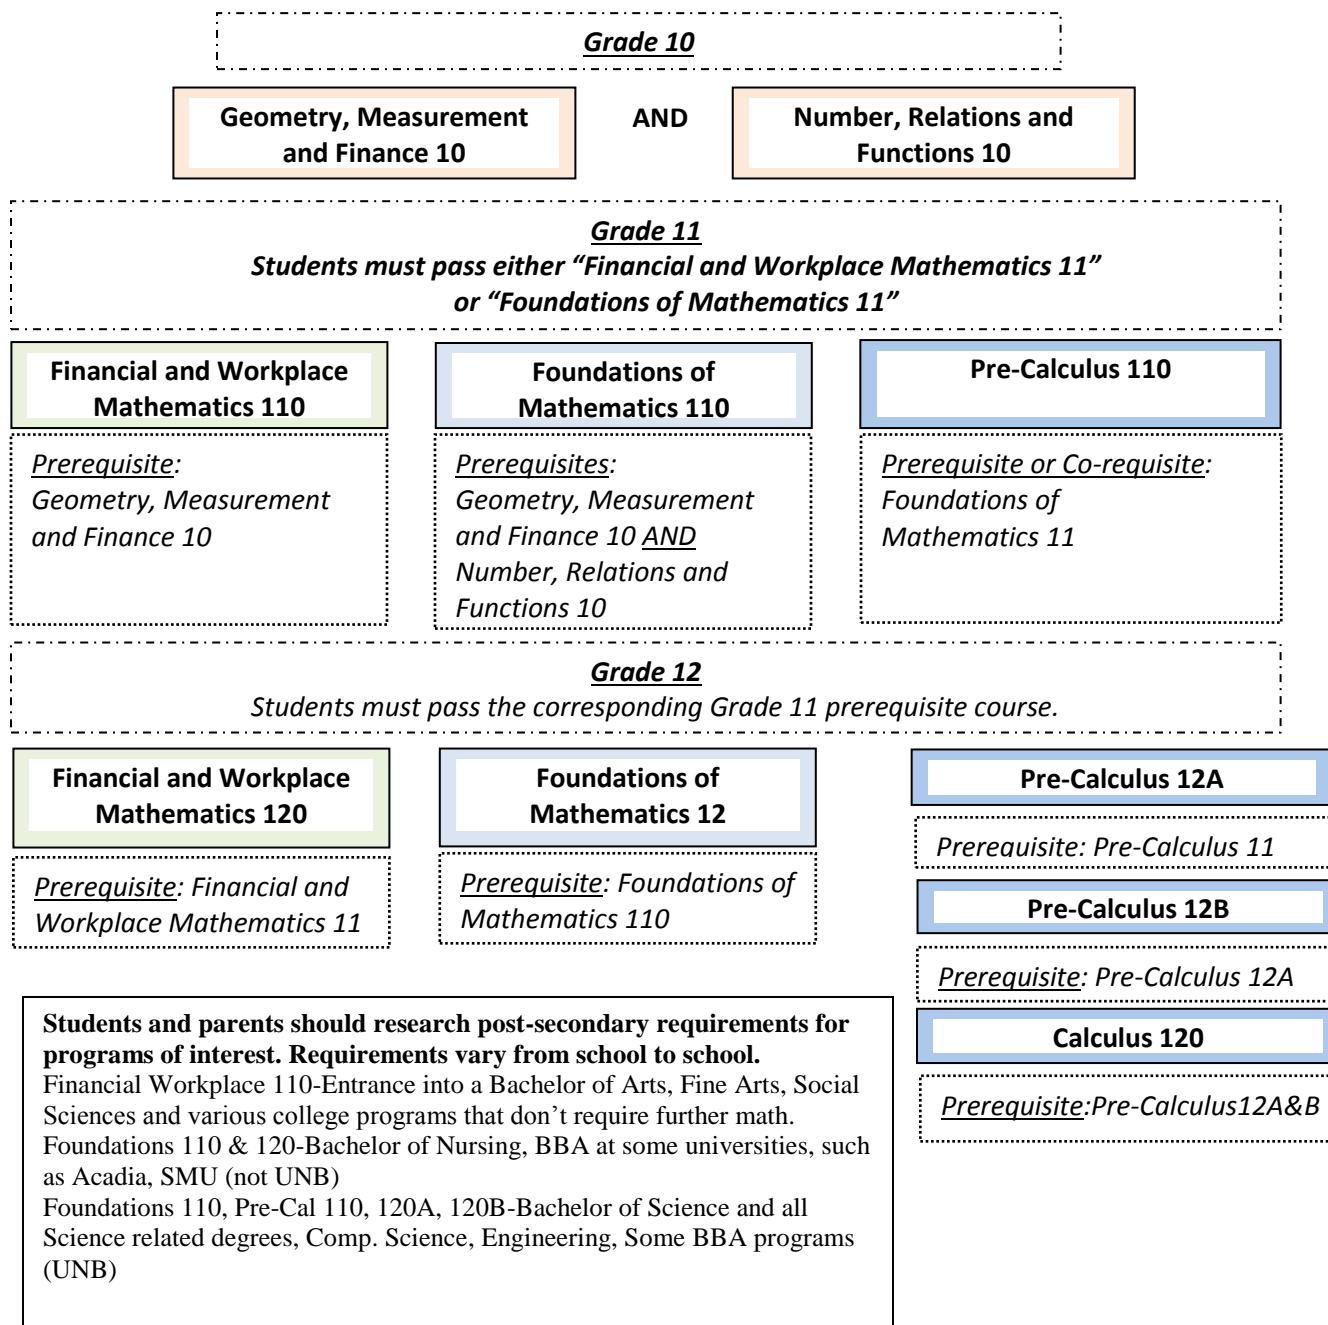 Grade 10
Geometry, Measurement
and Finance 10
AND
Number, Relations and
Functions 10
Grade 11
Students must pass either “Financial and Workplace Mathematics 11”
or “Foundations of Mathematics 11”
Financial and Workplace
Mathematics 110
Prerequisite:
Geometry, Measurement
and Finance 10
Foundations of
Mathematics 110
Prerequisites:
Geometry, Measurement
and Finance 10 AND
Number, Relations and
Functions 10
Pre-Calculus 110
Prerequisite or Co-requisite:
Foundations of
Mathematics 11
Grade 12
Students must pass the corresponding Grade 11 prerequisite course.
Financial and Workplace
Mathematics 120
Prerequisite: Financial and
Workplace Mathematics 11
Foundations of
Mathematics 12
Prerequisite: Foundations of
Mathematics 110
Pre-Calculus 12A
Prerequisite: Pre-Calculus 11
Pre-Calculus 12B
Prerequisite: Pre-Calculus 12A
Calculus 120
Prerequisite:Pre-Calculus12A&B
Students and parents should research post-secondary requirements for
programs of interest. Requirements vary from school to school.
Financial Workplace 110-Entrance into a Bachelor of Arts, Fine Arts, Social
Sciences and various college programs that don’t require further math.
Foundations 110 & 120-Bachelor of Nursing, BBA at some universities, such
as Acadia, SMU (not UNB)
Foundations 110, Pre-Cal 110, 120A, 120B-Bachelor of Science and all
Science related degrees, Comp. Science, Engineering, Some BBA programs
(UNB)